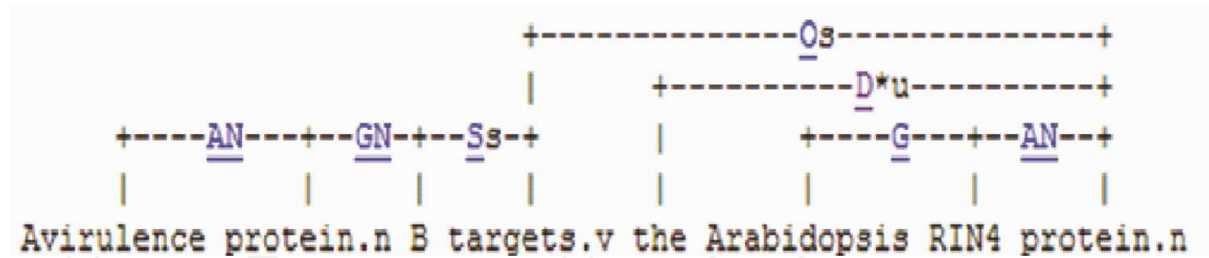 +--------------Os--------------+
| +----------D*u----------+
+----AN---+--GN-+--Ss-+ | +----G---+--AN--+
| | | | | | | |
Avirulence protein.n B targets.v the Arabidopsis RIN4 protein.n